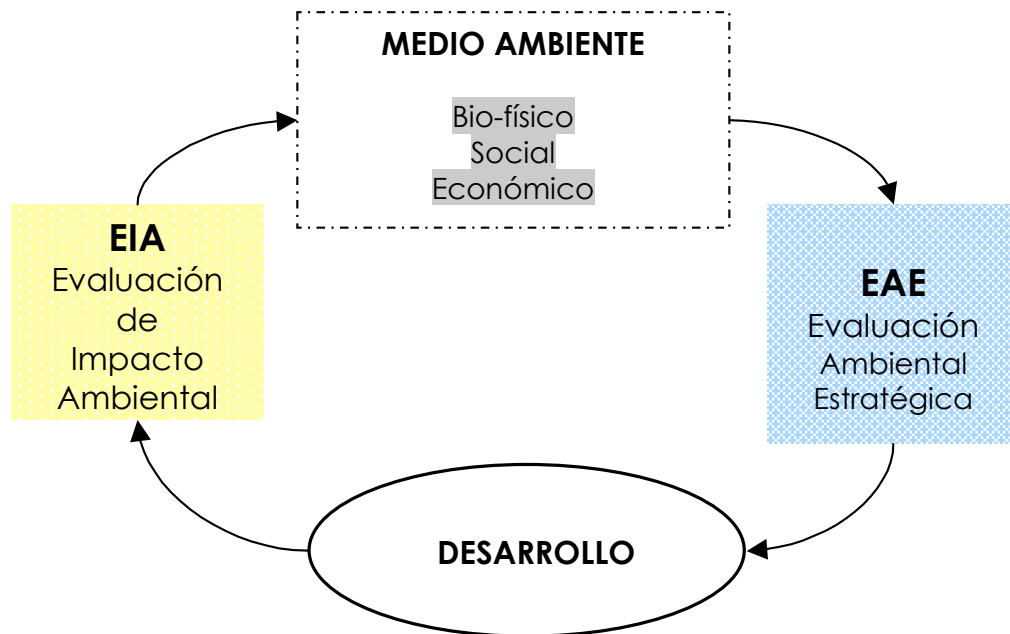 MEDIO AMBIENTE
Bio-físico
Social
Económico
EIA
Evaluación
de
Impacto
Ambiental
EAE
Evaluación
Ambiental
Estratégica
DESARROLLO